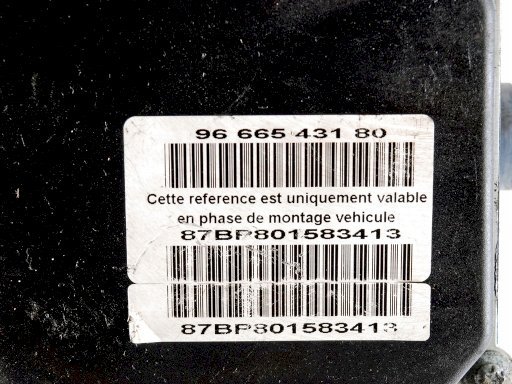 96 665 431 80
Cette reference est uniquement valable
en phase de montage vehicule
87BP801583413
87BP801583413